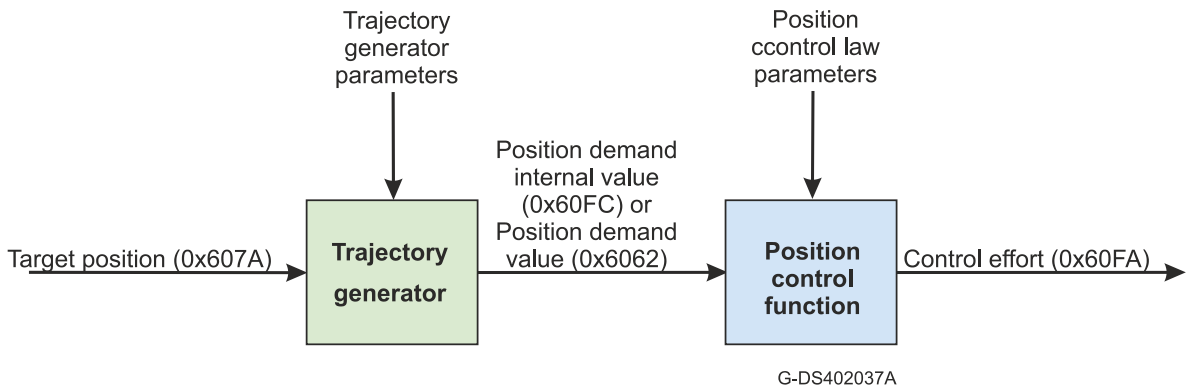 Trajectory
generator
parameters
Position
ccontrol law
parameters
Position demand
internal value
(0x60FC) or
Position demand
value (0x6062)
Target position (0x607A)
Trajectory
generator
Position
control
function
Control effort (0x60FA)
G-DS402037A